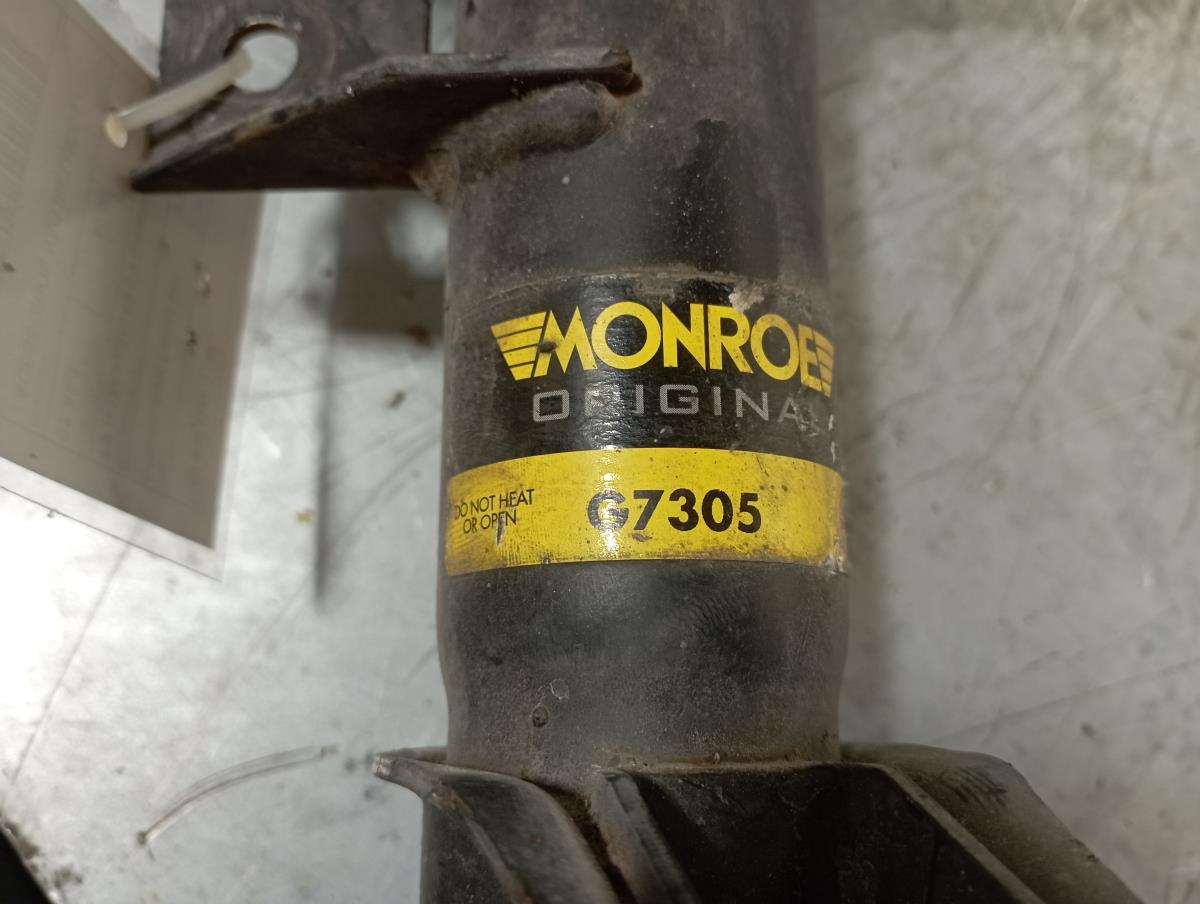 MONROE
ORIGINAL
DO NOT HEAT
OR OPEN
G7305